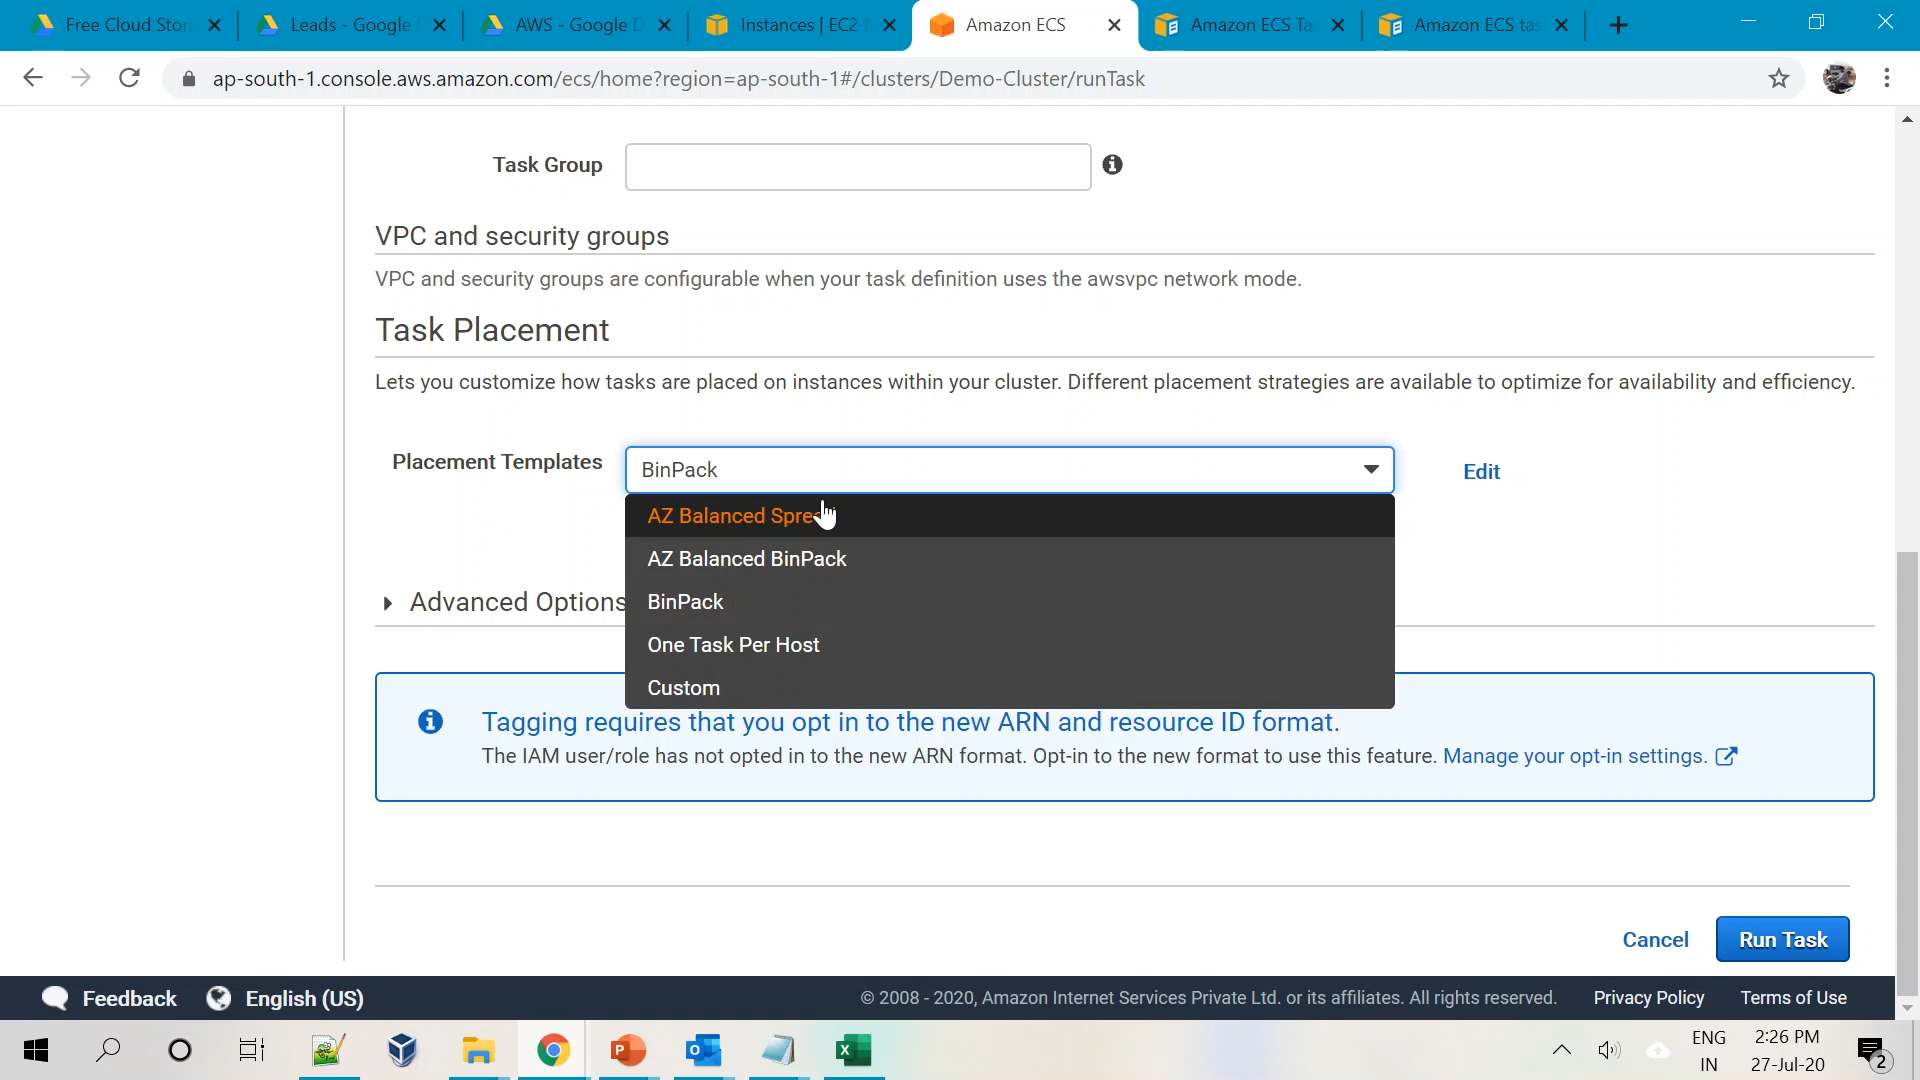 Free Cloud Stor
Leads - Google
AWS - Google D
Instances | EC2
Amazon ECS
Amazon ECS Ta
Amazon ECS tas
ap-south-1.console.aws.amazon.com/ecs/home?region=ap-south-1#/clusters/Demo-Cluster/runTask
Task Group
VPC and security groups
VPC and security groups are configurable when your task definition uses the awsvpc network mode.
Task Placement
Lets you customize how tasks are placed on instances within your cluster. Different placement strategies are available to optimize for availability and efficiency.
Placement Templates
BinPack
Edit
AZ Balanced Spre
AZ Balanced BinPack
BinPack
One Task Per Host
Custom
Advanced Options
Tagging requires that you opt in to the new ARN and resource ID format.
The IAM user/role has not opted in to the new ARN format. Opt-in to the new format to use this feature. Manage your opt-in settings.
Cancel
Run Task
Feedback
English (US)
© 2008 - 2020, Amazon Internet Services Private Ltd. or its affiliates. All rights reserved.
Privacy Policy
Terms of Use
ENG
IN
2:26 PM
27-Jul-20
2